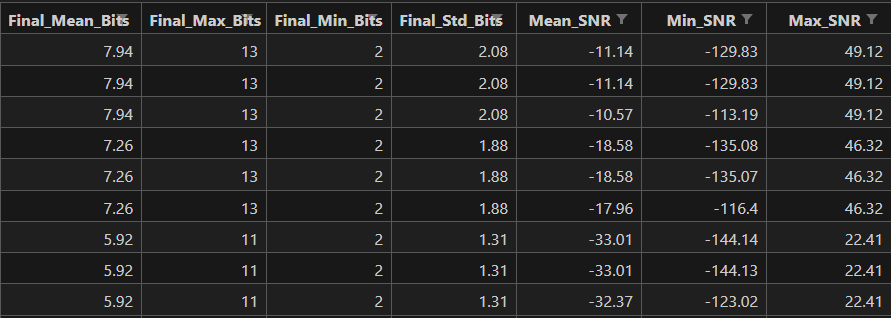 Final_Mean_Bits Final_Max_Bits Final_Min_Bits Final_Std_Bits Mean_SNR Min_SNR Max_SNR
7.94 13 2 2.08 -11.14 -129.83 49.12
7.94 13 2 2.08 -11.14 -129.83 49.12
7.94 13 2 2.08 -10.57 -113.19 49.12
7.26 13 2 1.88 -18.58 -135.08 46.32
7.26 13 2 1.88 -18.58 -135.07 46.32
7.26 13 2 1.88 -17.96 -116.4 46.32
5.92 11 2 1.31 -33.01 -144.14 22.41
5.92 11 2 1.31 -33.01 -144.13 22.41
5.92 11 2 1.31 -32.37 -123.02 22.41